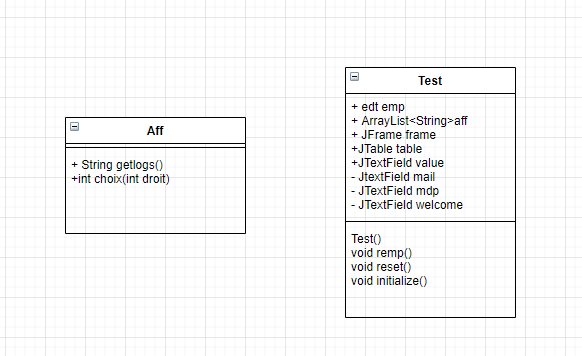 Aff
+ String getlogs()
+int choix(int droit)
Test
+ edt emp
+ ArrayList<String>aff
+ JFrame frame
+JTable table
+JTextField value
- JtextField mail
- JTextField mdp
- JTextField welcome
Test()
void remp()
void reset()
void initialize()